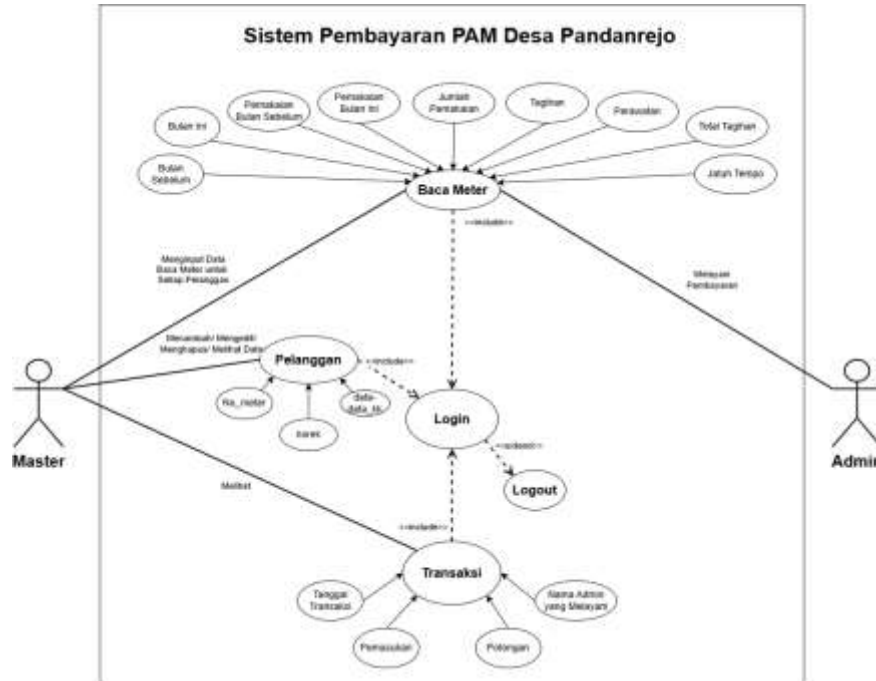 Sistem Pembayaran PAM Desa Pandanrejo
Bulan Ini
Pemakaian
Bulan Sebelum
Pemakaian
Bulan Ini
Jumlah
Pemakaian
Tagihan
Perawatan
Total Tagihan
Bulan
Sebelum
Jatuh Tempo
Baca Meter
<<include>>
Menginput Data
Baca Meter untuk
Setiap Pelanggan
Melayani
Pembayaran
Menambah/ Mengedit/
Menghapus/ Melihat Data
Pelanggan
<<include>>
No_meter
norek
data-
Login
Logout
Master
Admin
Melihat
<<include>>
Transaksi
Tanggal
Transaksi
Nama Admin
yang Melayani
Pemasukan
Potongan